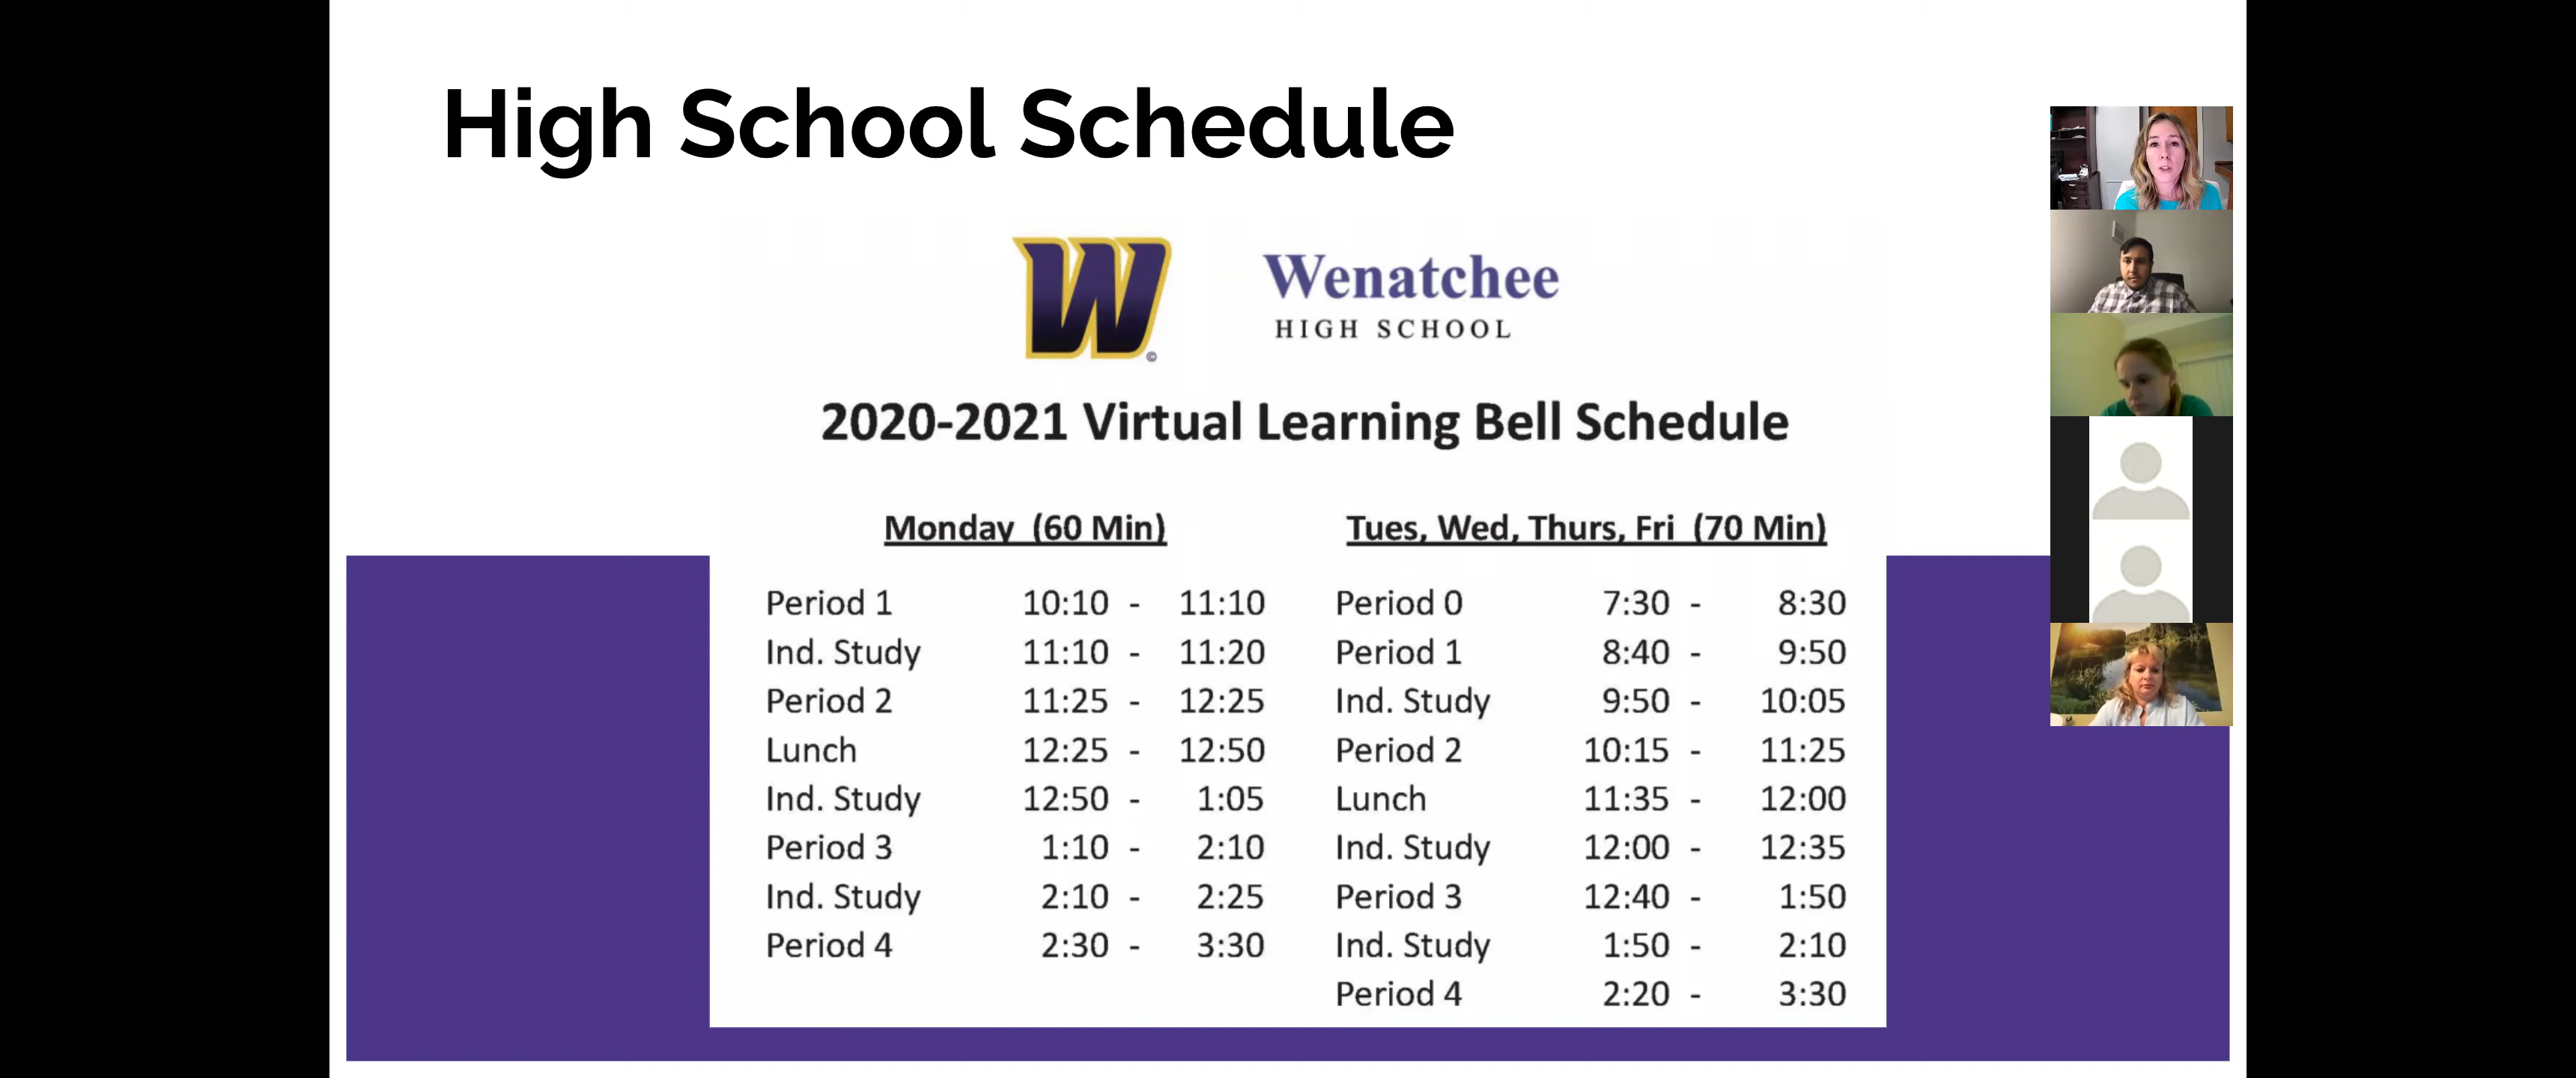 High School Schedule
W
©
Wenatchee
HIGH SCHOOL
2020-2021 Virtual Learning Bell Schedule
Monday (60 Min)
Period 1 10:10 - 11:10
Ind. Study 11:10 - 11:20
Period 2 11:25 - 12:25
Lunch 12:25 - 12:50
Ind. Study 12:50 - 1:05
Period 3 1:10 - 2:10
Ind. Study 2:10 - 2:25
Period 4 2:30 - 3:30
Tues, Wed, Thurs, Fri (70 Min)
Period 0 7:30 - 8:30
Period 1 8:40 - 9:50
Ind. Study 9:50 - 10:05
Period 2 10:15 - 11:25
Lunch 11:35 - 12:00
Ind. Study 12:00 - 12:35
Period 3 12:40 - 1:50
Ind. Study 1:50 - 2:10
Period 4 2:20 - 3:30